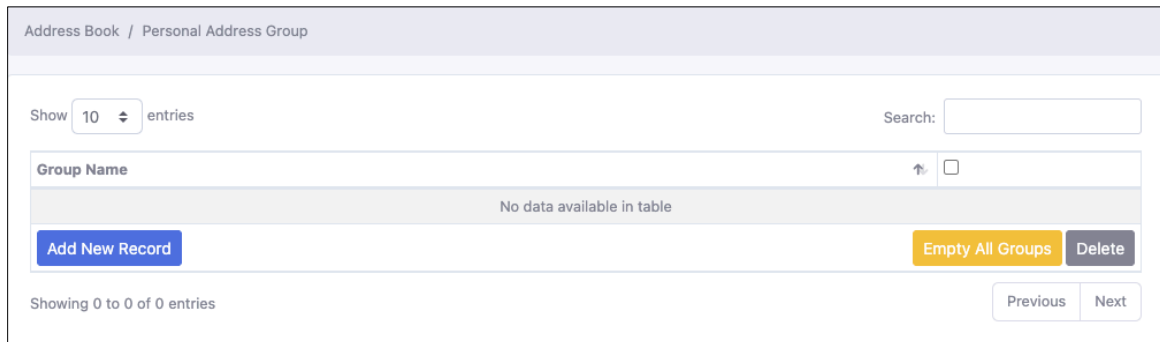 Address Book / Personal Address Group
Show 10 entries
Search:
Group Name
No data available in table
Add New Record
Empty All Groups
Delete
Showing 0 to 0 of 0 entries
Previous
Next